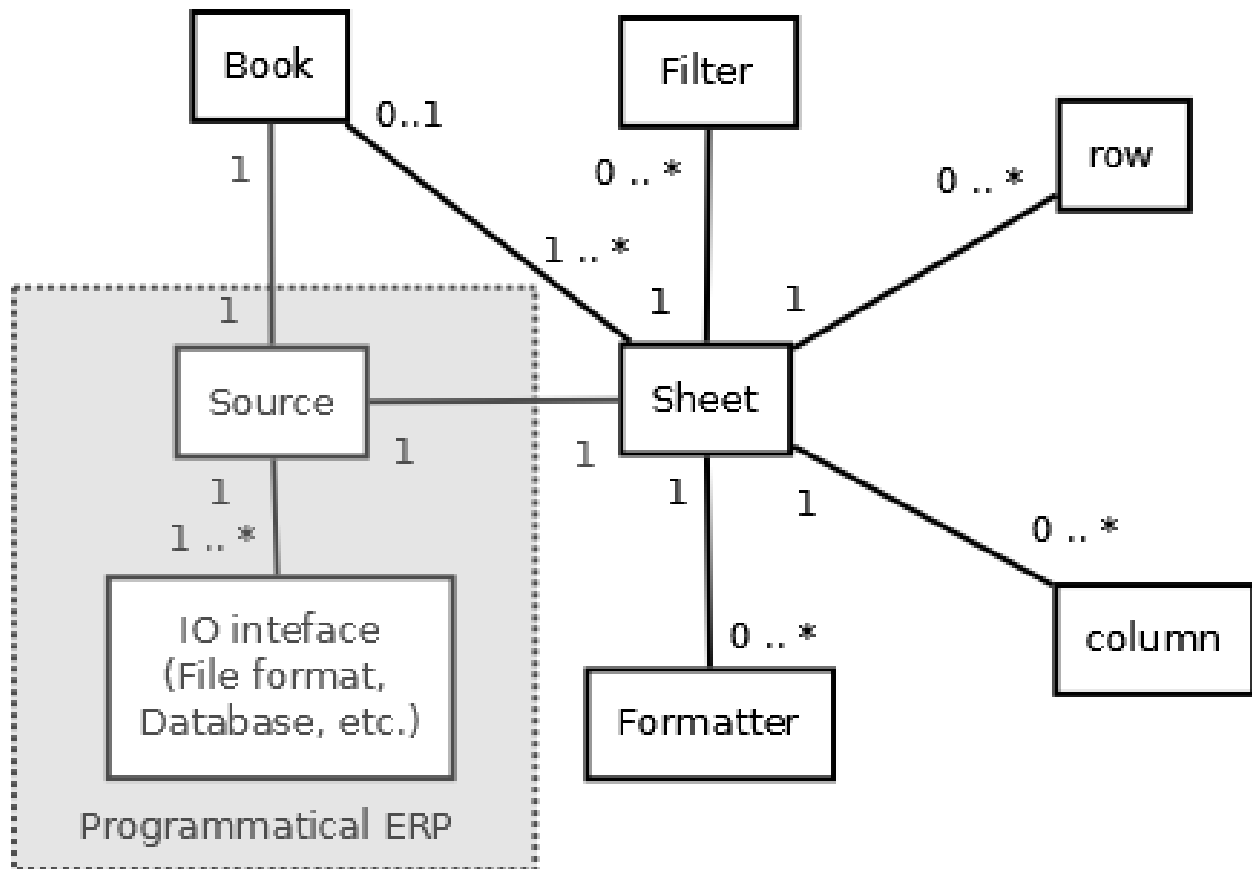 Book
Filter
row
0..1
1
0 .. *
0 .. *
1 .. *
1
1
1
Source
Sheet
1
1
1
1
1
1 .. *
0 .. *
IO inteface
(File format,
Database, etc.)
0 .. *
column
Formatter
Programmatical ERP